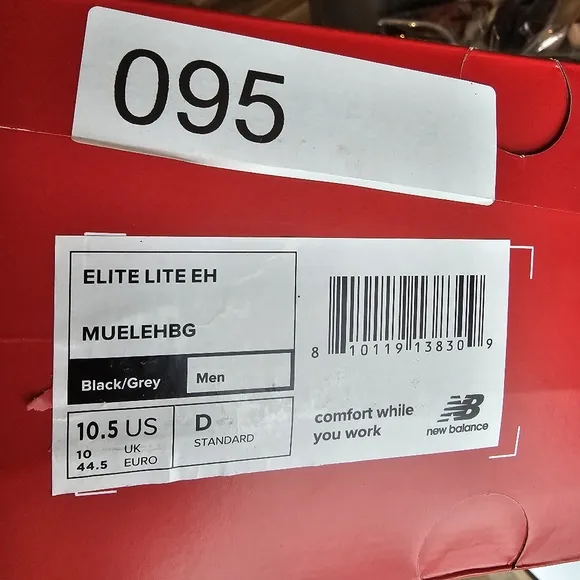 095
ELITE LITE EH
MUELEHBG
Black/Grey
Men
10.5 US
10 UK
44.5 EURO
D
STANDARD
8 10119 13830 9
comfort while
you work
NB
new balance